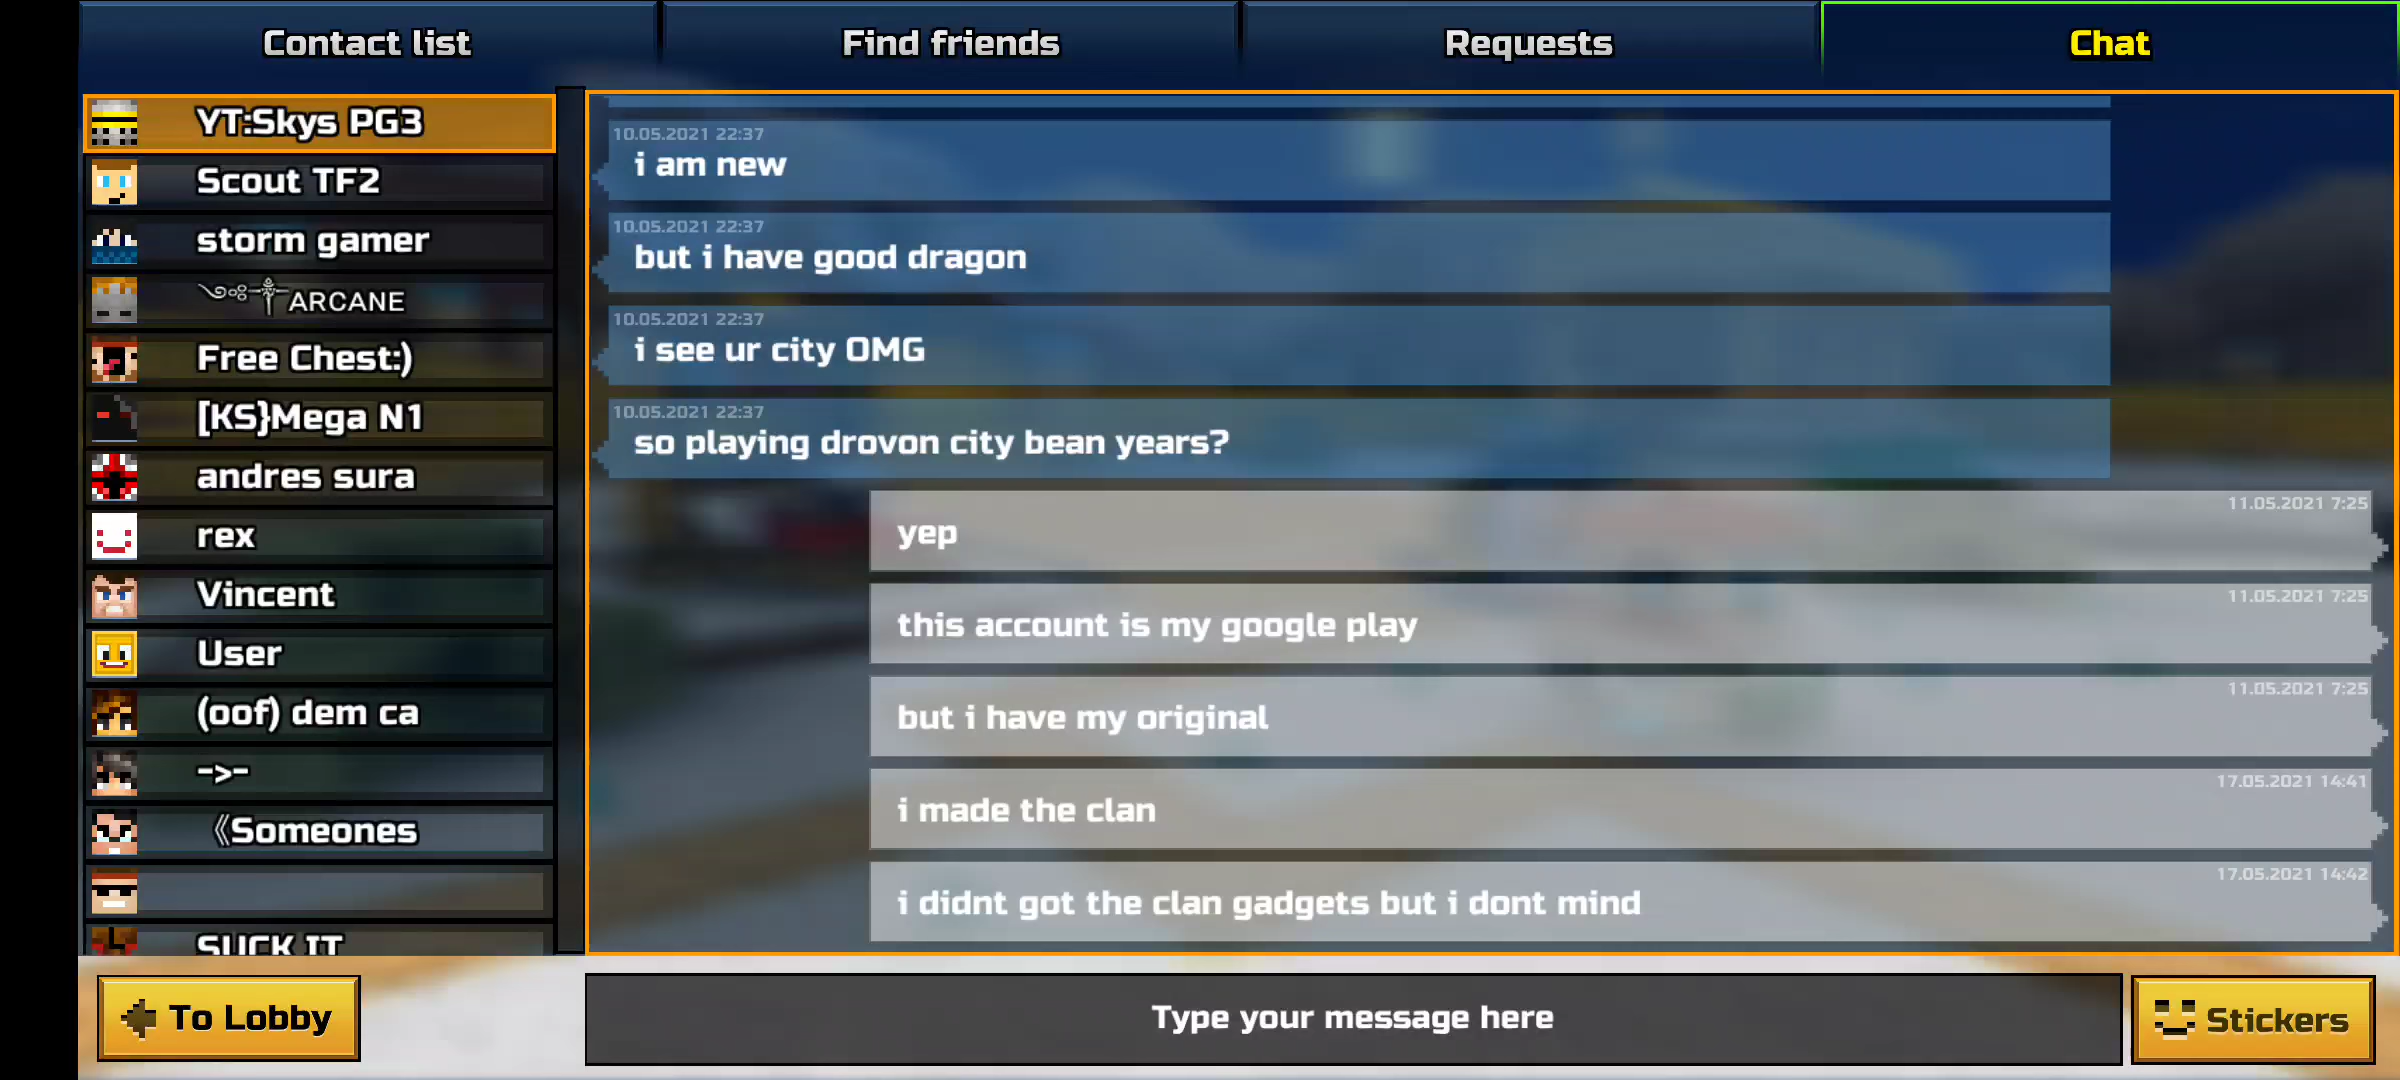 Contact list
Find friends
Requests
Chat
YT:Skys PG3
Scout TF2
storm gamer
ARCANE
Free Chest:)
[KS}Mega N1
andres sura
rex
Vincent
User
(oof) dem ca
->-
《Someones
SUCK IT
10.05.2021 22:37
i am new
10.05.2021 22:37
but i have good dragon
10.05.2021 22:37
i see ur city OMG
10.05.2021 22:37
so playing drovon city bean years?
11.05.2021 7:25
yep
11.05.2021 7:25
this account is my google play
11.05.2021 7:25
but i have my original
17.05.2021 14:41
i made the clan
17.05.2021 14:42
i didnt got the clan gadgets but i dont mind
To Lobby
Type your message here
Stickers